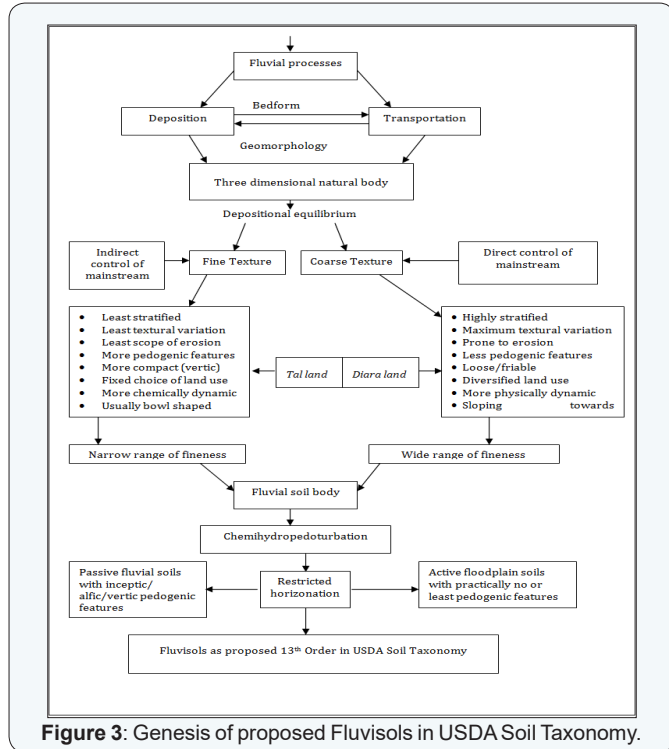 Fluvial processes
Bedform
Deposition
Transportation
Geomorphology
Three dimensional natural body
Depositional equilibrium
Indirect
control of
mainstream
Fine Texture
Coarse Texture
Direct control of
mainstream
• Least stratified
• Least textural variation
• Least scope of erosion
• More pedogenic features
• More compact (vertic)
• Fixed choice of land use
• More chemically dynamic
• Usually bowl shaped
Tal land
Diara land
• Highly stratified
• Maximum textural variation
• Prone to erosion
• Less pedogenic features
• Loose/friable
• Diversified land use
• More physically dynamic
• Sloping towards
Narrow range of fineness
Wide range of fineness
Fluvial soil body
Chemihydropedoturbation
Passive fluvial soils
with inceptic/
alfic/vertic pedogenic
features
Restricted
horizonation
Active floodplain soils
with practically no or
least pedogenic features
Fluvisols as proposed 13th Order in USDA Soil Taxonomy
Figure 3: Genesis of proposed Fluvisols in USDA Soil Taxonomy.